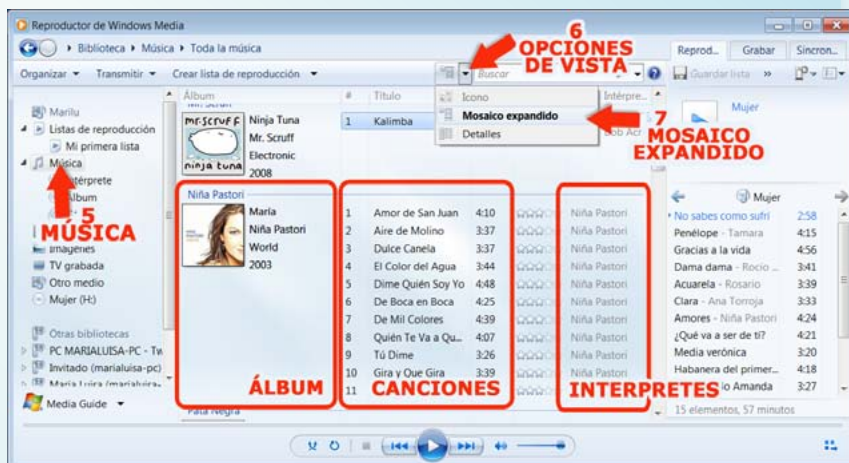 Reproductor de Windows Media
Biblioteca ▸ Música ▸ Toda la música
Reprod... Grabar Sincron...
Organizar Transmitir Crear lista de reproducción Buscar Guardar lista »
6
OPCIONES
DE VISTA
Icono
Mosaico expandido
Detalles
7
MOSAICO
EXPANDIDO
Marilu
Listas de reproducción
Mi primera lista
Música
Álbum
5
MÚSICA
Imágenes
TV grabada
Otro medio
Mujer (H:)
Otras bibliotecas
PC MARIALUISA-PC - Tw
Invitado (marialuisa-pc)
Media Guide
Álbum # Título Intérpre...
Mr. Scruff
mr.scruff
ninja tuna
Ninja Tuna
Mr. Scruff
Electronic
2008
1 Kalimba
Niña Pastori
María
Niña Pastori
World
2003
1 Amor de San Juan 4:10 Niña Pastori
2 Aire de Molino 3:37 Niña Pastori
3 Dulce Canela 3:37 Niña Pastori
4 El Color del Agua 3:44 Niña Pastori
5 Dime Quién Soy Yo 4:48 Niña Pastori
6 De Boca en Boca 4:25 Niña Pastori
7 De Mil Colores 4:39 Niña Pastori
8 Quién Te Va a Qu... 4:07 Niña Pastori
9 Tú Dime 3:26 Niña Pastori
10 Gira y Que Gira 3:39 Niña Pastori
11
ÁLBUM
CANCIONES
INTERPRETES
Pata Negra
Mujer
Mujer
No sabes como sufrí 2:58
Penélope - Tamara 4:15
Gracias a la vida 4:56
Dama dama - Rocío ... 3:41
Acuarela - Rosario 3:39
Clara - Ana Torroja 3:33
Amores - Niña Pastori 4:24
¿Qué va a ser de ti? 4:21
Media verónica 3:20
Habanera del primer... 4:18
Amanda 3:27
15 elementos, 57 minutos